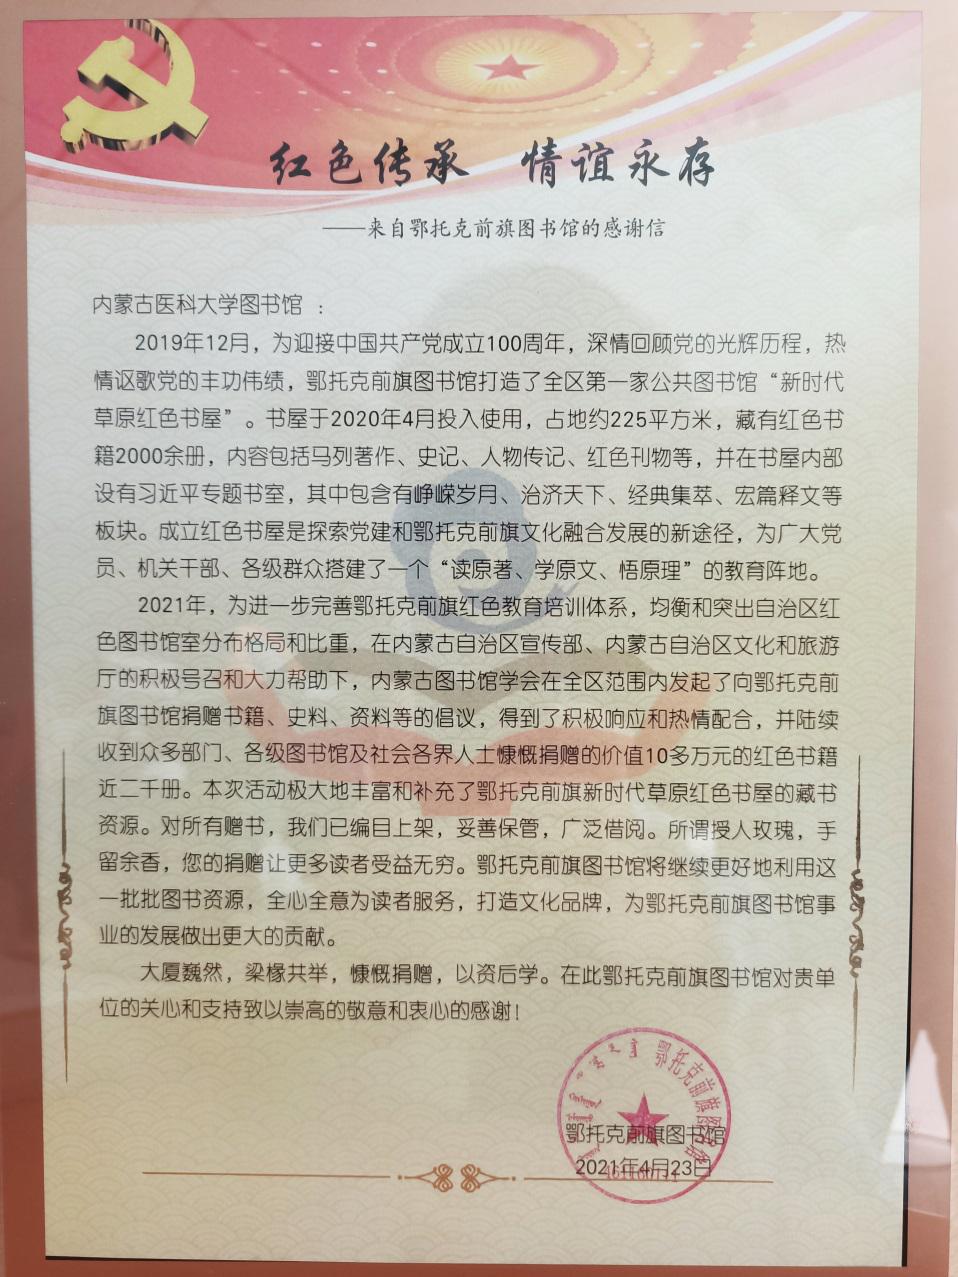 红色传承 情谊永存
——来自鄂托克前旗图书馆的感谢信
内蒙古医科大学图书馆 ：
2019年12月，为迎接中国共产党成立100周年，深情回顾党的光辉历程，热
情讴歌党的丰功伟绩，鄂托克前旗图书馆打造了全区第一家公共图书馆“新时代
草原红色书屋”。书屋于2020年4月投入使用，占地约225平方米，藏有红色书
籍2000余册，内容包括马列著作、史记、人物传记、红色刊物等，并在书屋内部
设有习近平专题书室，其中包含有峥嵘岁月、治济天下、经典集萃、宏篇释文等
板块。成立红色书屋是探索党建和鄂托克前旗文化融合发展的新途径，为广大党
员、机关干部、各级群众搭建了一个“读原著、学原文、悟原理”的教育阵地。
2021年，为进一步完善鄂托克前旗红色教育培训体系，均衡和突出自治区红
色图书馆室分布格局和比重，在内蒙古自治区宣传部、内蒙古自治区文化和旅游
厅的积极号召和大力帮助下，内蒙古图书馆学会在全区范围内发起了向鄂托克前
旗图书馆捐赠书籍、史料、资料等的倡议，得到了积极响应和热情配合，并陆续
收到众多部门、各级图书馆及社会各界人士慷慨捐赠的价值10多万元的红色书籍
近二千册。本次活动极大地丰富和补充了鄂托克前旗新时代草原红色书屋的藏书
资源。对所有赠书，我们已编目上架，妥善保管，广泛借阅。所谓授人玫瑰，手
留余香，您的捐赠让更多读者受益无穷。鄂托克前旗图书馆将继续更好地利用这
一批批图书资源，全心全意为读者服务，打造文化品牌，为鄂托克前旗图书馆事
业的发展做出更大的贡献。
大厦巍然，梁椽共举，慷慨捐赠，以资后学。在此鄂托克前旗图书馆对贵单
位的关心和支持致以崇高的敬意和衷心的感谢！
鄂托克前旗图书馆
鄂托克前旗图书馆
2021年4月23日